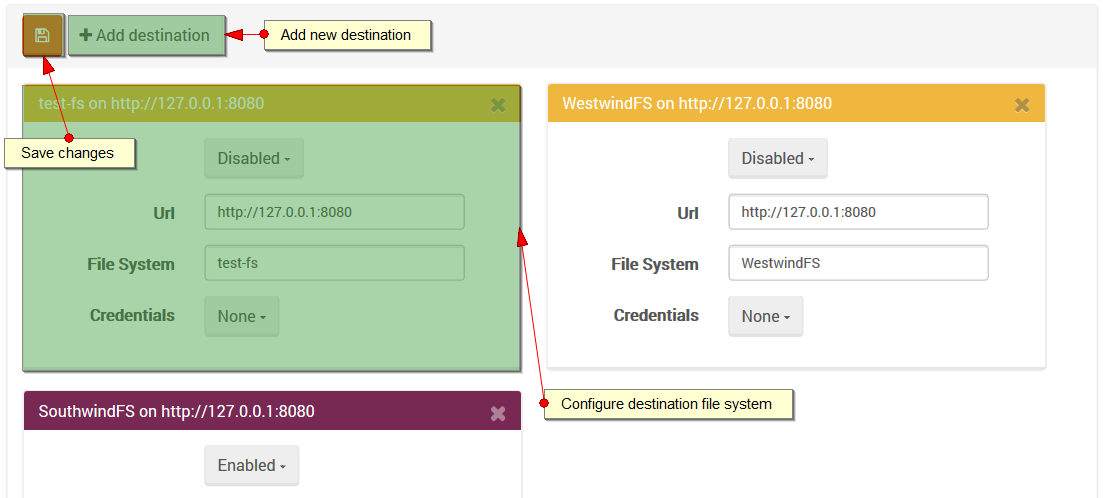 + Add destination
Add new destination
test-fs on http://127.0.0.1:8080
WestwindFS on http://127.0.0.1:8080
Save changes
Disabled
Disabled
Url http://127.0.0.1:8080
Url http://127.0.0.1:8080
File System test-fs
File System WestwindFS
Credentials None
Credentials None
Configure destination file system
SouthwindFS on http://127.0.0.1:8080
Enabled